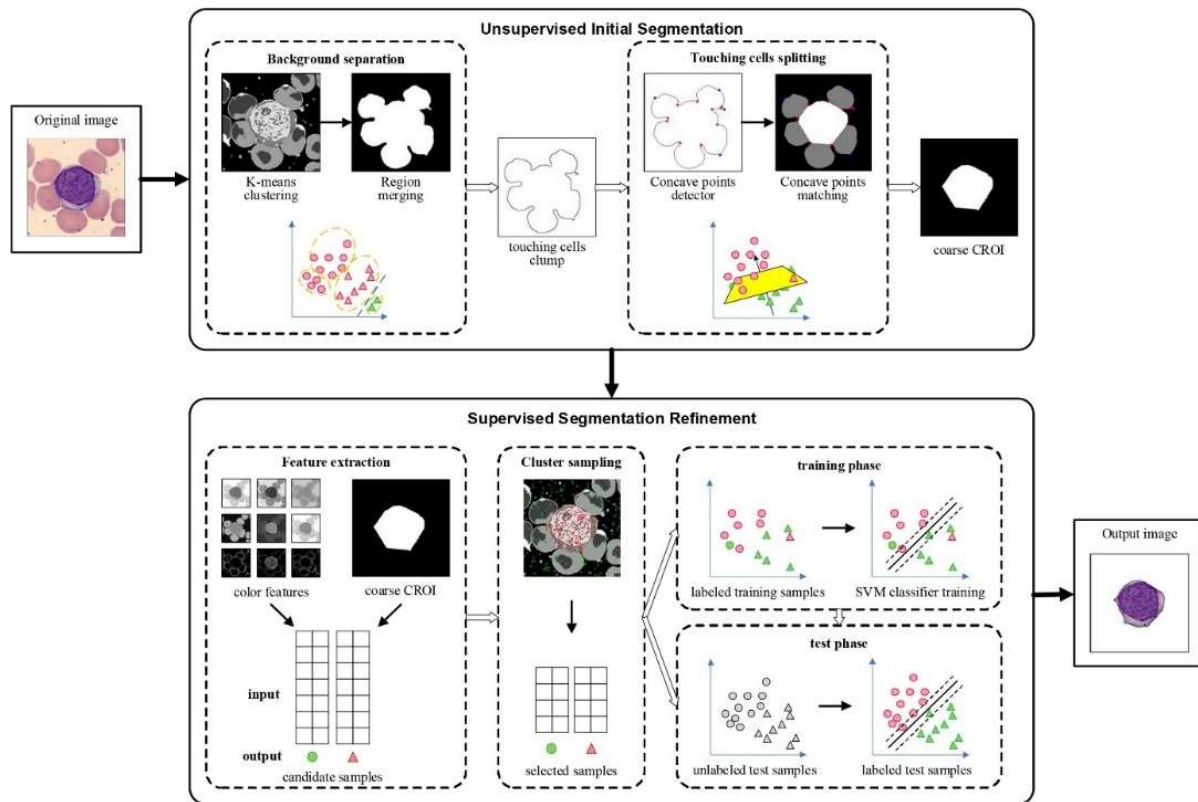 Unsupervised Initial Segmentation
Background separation
Touching cells splitting
Original image
K-means
clustering
Region
merging
touching cells
clump
Concave points
detector
Concave points
matching
coarse CROI
Supervised Segmentation Refinement
Feature extraction
color features
coarse CROI
input
output
candidate samples
Cluster sampling
selected samples
training phase
labeled training samples
SVM classifier training
test phase
unlabeled test samples
labeled test samples
Output image